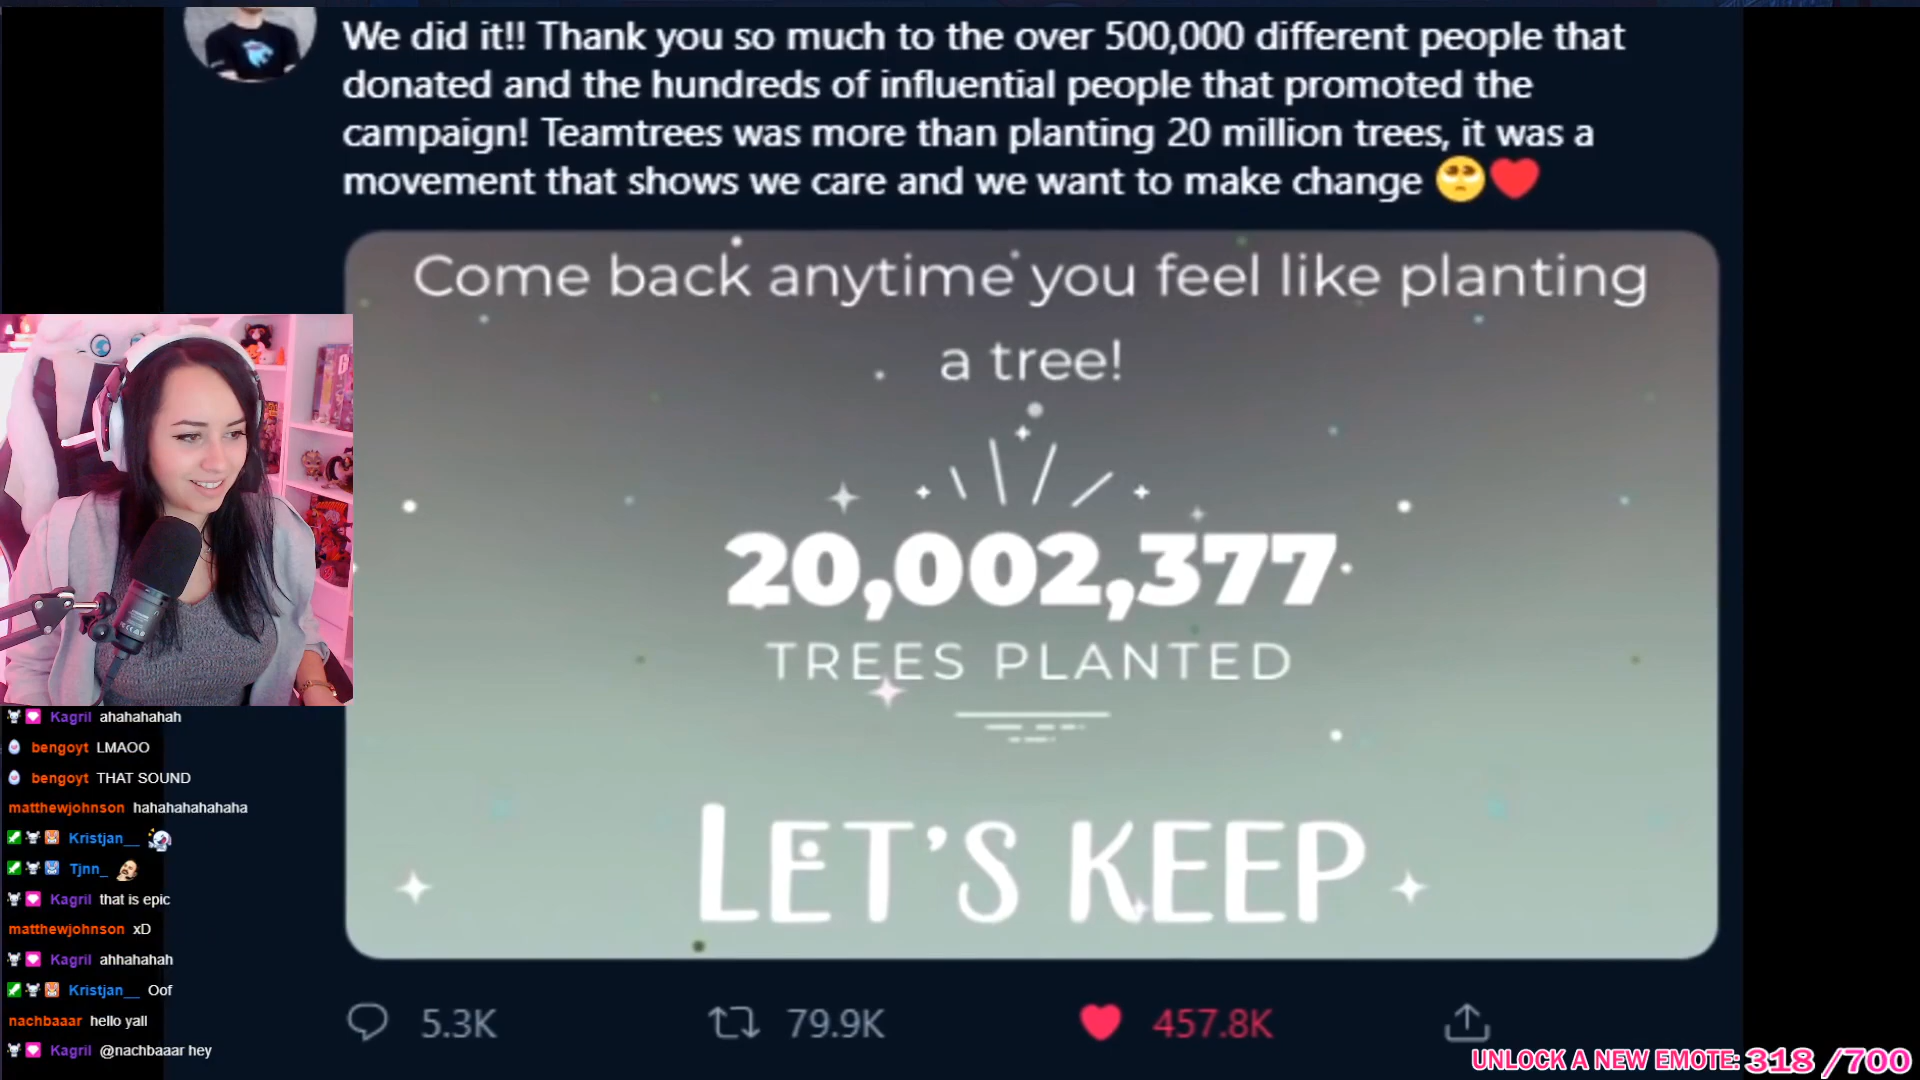 We did it!! Thank you so much to the over 500,000 different people that
donated and the hundreds of influential people that promoted the
campaign! Teamtrees was more than planting 20 million trees, it was a
movement that shows we care and we want to make change 🥺❤️
Come back anytime you feel like planting
a tree!
20,002,377
TREES PLANTED
LET'S KEEP
5.3K 79.9K 457.8K
Kagril ahahahahah
bengoyt LMAOO
bengoyt THAT SOUND
matthewjohnson hahahahahahaha
Kristjan__
Tjnn_
Kagril that is epic
matthewjohnson xD
Kagril ahhahahah
Kristjan__ Oof
nachbaaar hello yall
Kagril @nachbaaar hey
UNLOCK A NEW EMOTE: 318 /700